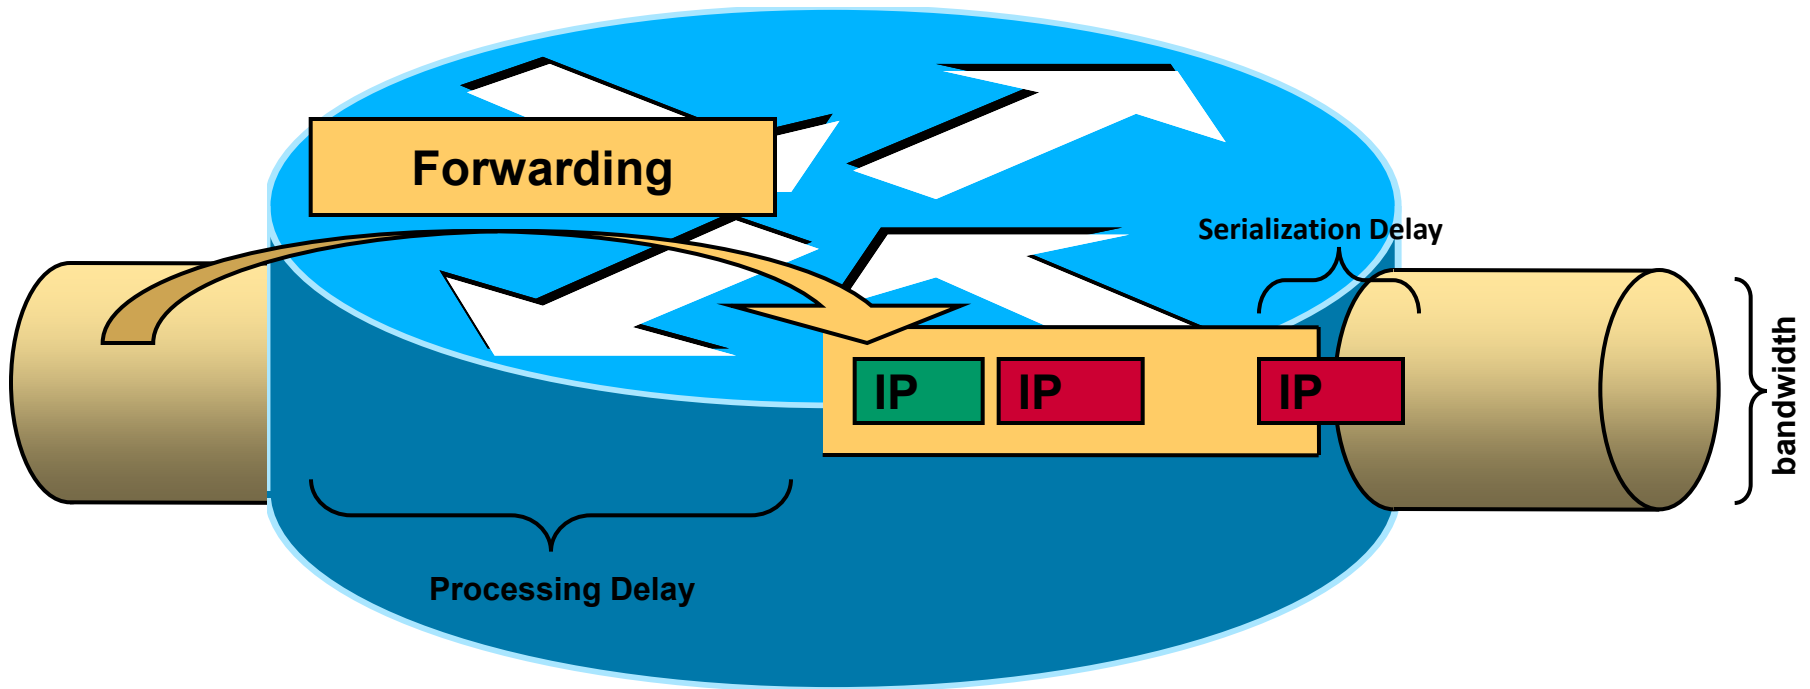 Forwarding
Serialization Delay
IP
IP
IP
bandwidth
Processing Delay